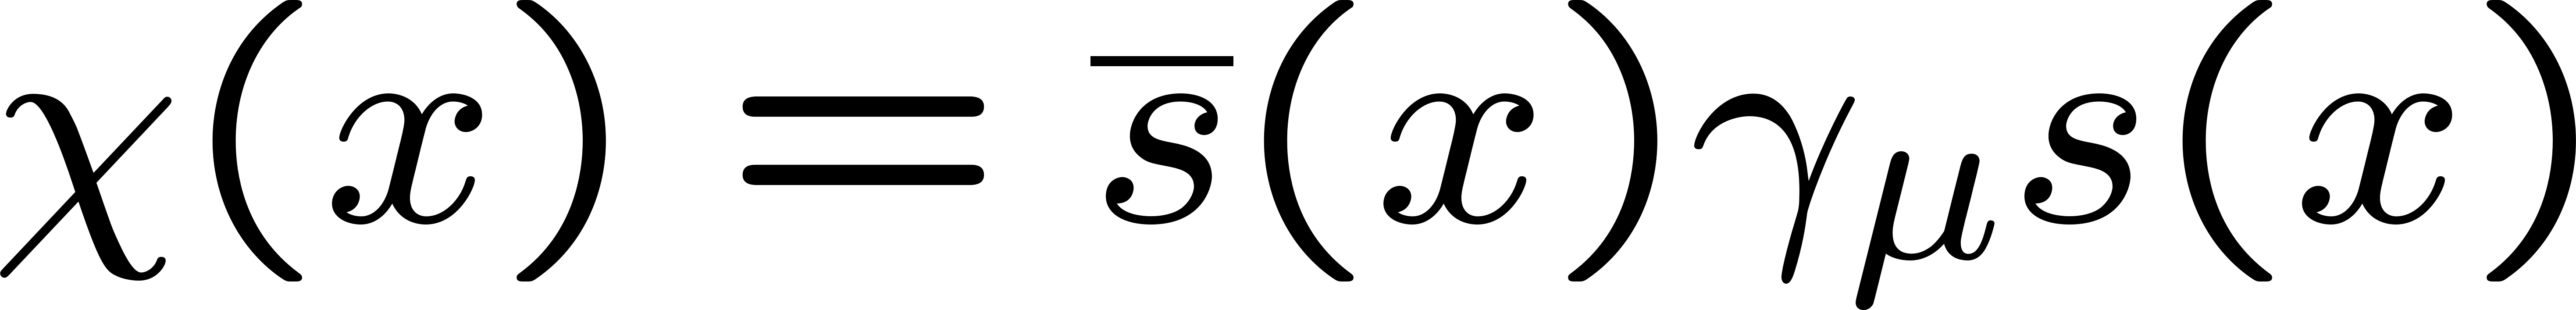 χ(x) = s̅(x)γ_μ s(x)